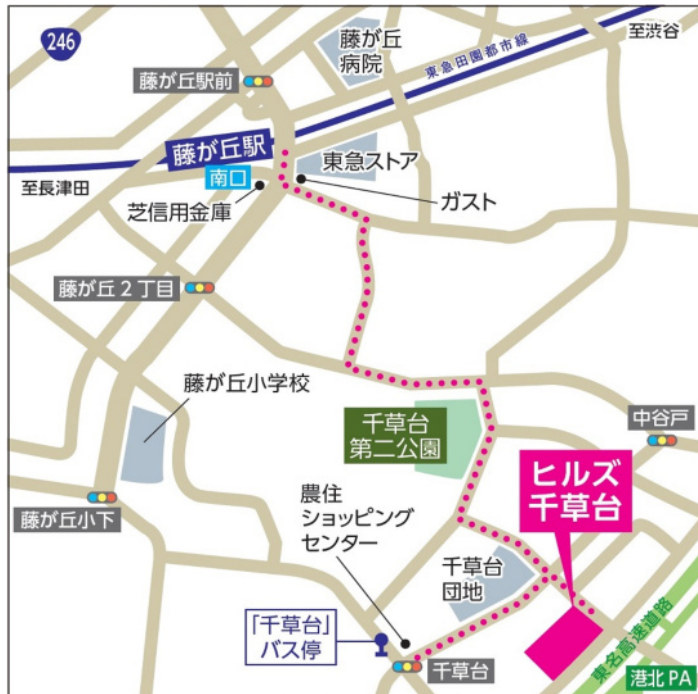 246
藤が丘
病院
東急田園都市線
至渋谷
藤が丘駅前
藤が丘駅
東急ストア
至長津田
南口
芝信用金庫
ガスト
藤が丘2丁目
藤が丘小学校
千草台
第二公園
中谷戸
ヒルズ
千草台
農住
ショッピング
センター
藤が丘小下
千草台
団地
「千草台」
バス停
千草台
東名高速道路
港北PA